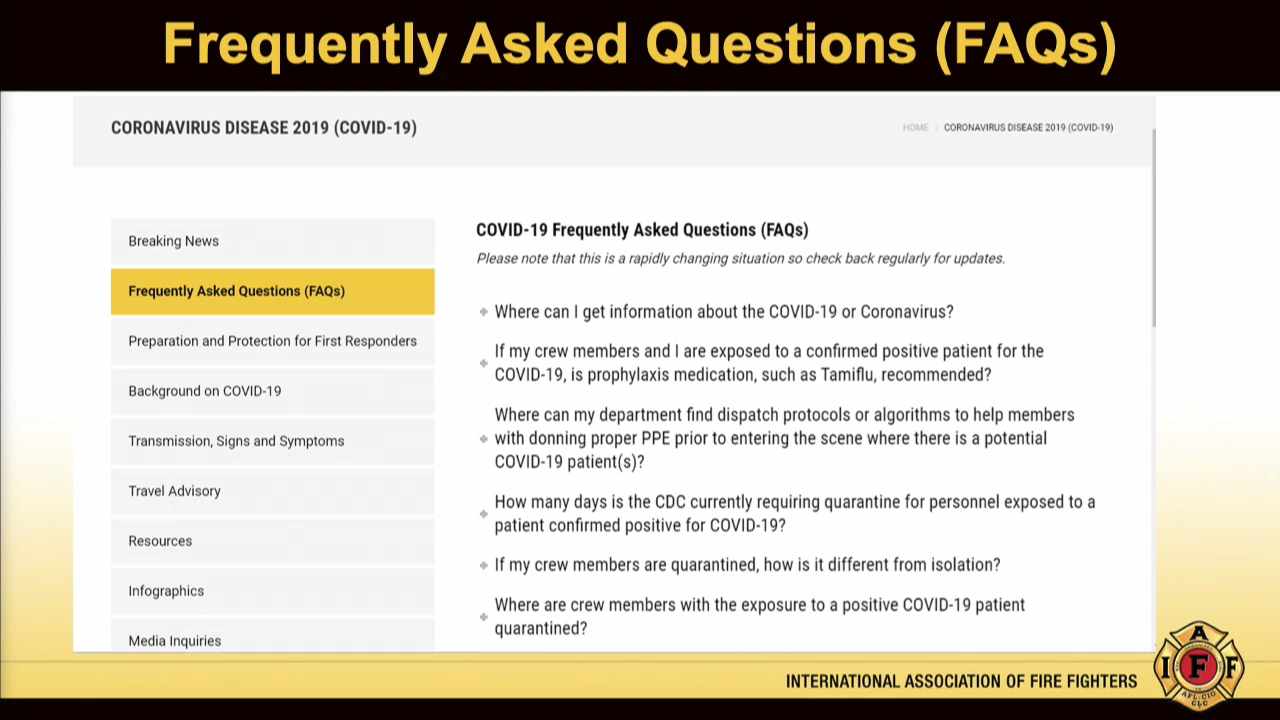 Frequently Asked Questions (FAQs)
CORONAVIRUS DISEASE 2019 (COVID-19)
HOME / CORONAVIRUS DISEASE 2019 (COVID-19)
Breaking News
Frequently Asked Questions (FAQs)
Preparation and Protection for First Responders
Background on COVID-19
Transmission, Signs and Symptoms
Travel Advisory
Resources
Infographics
Media Inquiries
COVID-19 Frequently Asked Questions (FAQs)
Please note that this is a rapidly changing situation so check back regularly for updates.
Where can I get information about the COVID-19 or Coronavirus?
If my crew members and I are exposed to a confirmed positive patient for the
COVID-19, is prophylaxis medication, such as Tamiflu, recommended?
Where can my department find dispatch protocols or algorithms to help members
with donning proper PPE prior to entering the scene where there is a potential
COVID-19 patient(s)?
How many days is the CDC currently requiring quarantine for personnel exposed to a
patient confirmed positive for COVID-19?
If my crew members are quarantined, how is it different from isolation?
Where are crew members with the exposure to a positive COVID-19 patient
quarantined?
INTERNATIONAL ASSOCIATION OF FIRE FIGHTERS
A
I F F
AFL-CIO
CLC